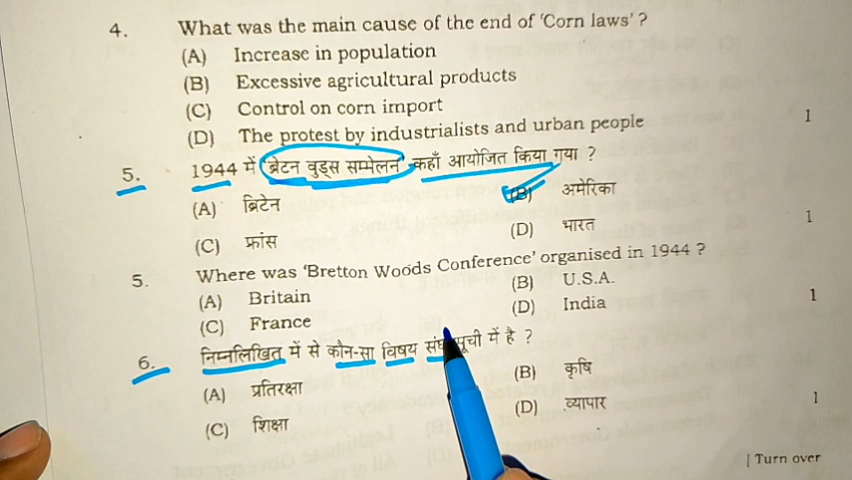 4. What was the main cause of the end of 'Corn laws' ?
(A) Increase in population
(B) Excessive agricultural products
(C) Control on corn import
(D) The protest by industrialists and urban people 1
5. 1944 में 'ब्रेटन वुड्स सम्मेलन' कहाँ आयोजित किया गया ?
(A) ब्रिटेन (B) अमेरिका
(C) फ्रांस (D) भारत 1
5. Where was 'Bretton Woods Conference' organised in 1944 ?
(A) Britain (B) U.S.A.
(C) France (D) India 1
6. निम्नलिखित में से कौन-सा विषय सूची में है ?
(A) प्रतिरक्षा (B) कृषि
(C) शिक्षा (D) व्यापार 1
[ Turn over